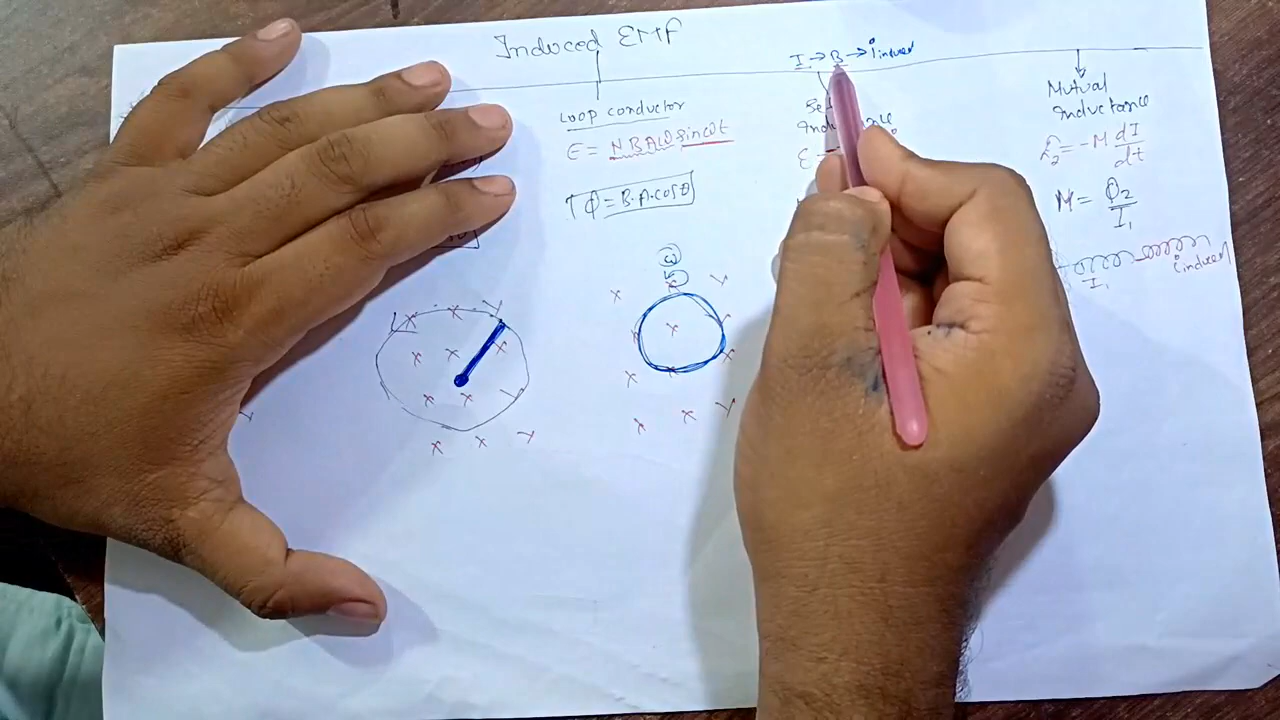 Induced EMF
I → B → i induced
Loop conductor
ε = NBAω sinωt
↑ϕ = B·A·cosθ
ω
Mutual
inductance
ε₂ = -M dI/dt
M = ϕ₂/I₁
I₁ i induced